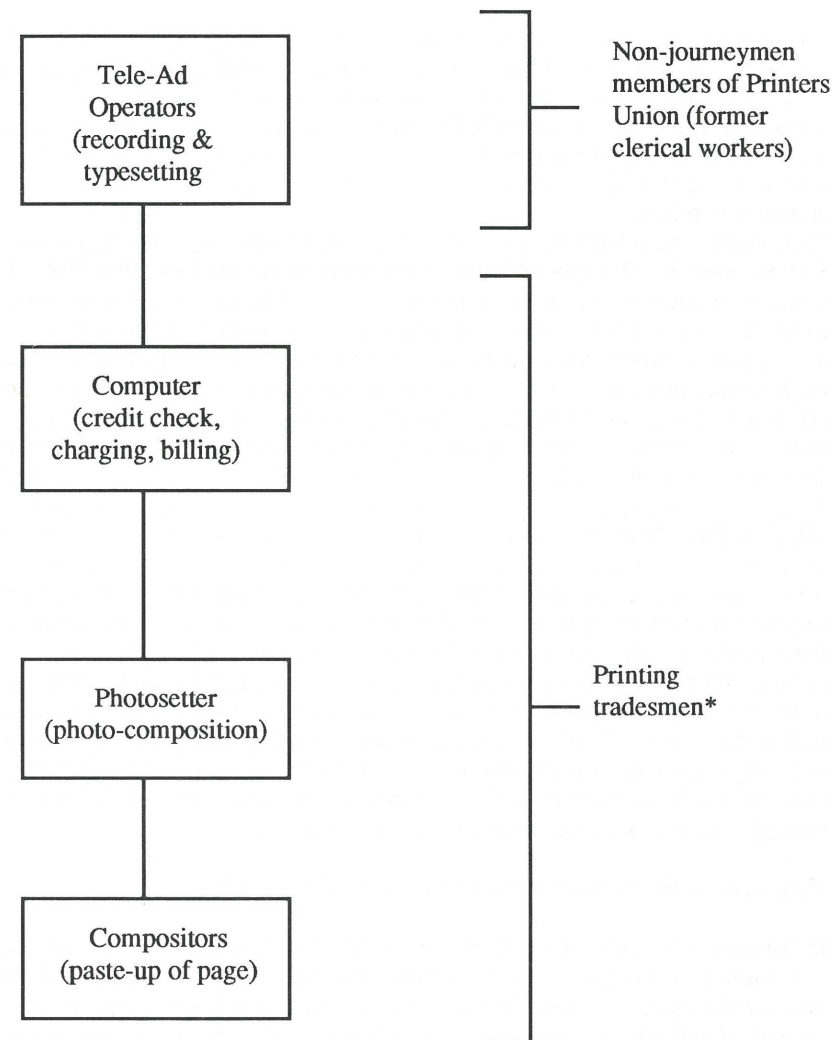 Tele-Ad
Operators
(recording &
typesetting
Non-journeymen
members of Printers
Union (former
clerical workers)
Computer
(credit check,
charging, billing)
Photosetter
(photo-composition)
Printing
tradesmen*
Compositors
(paste-up of page)